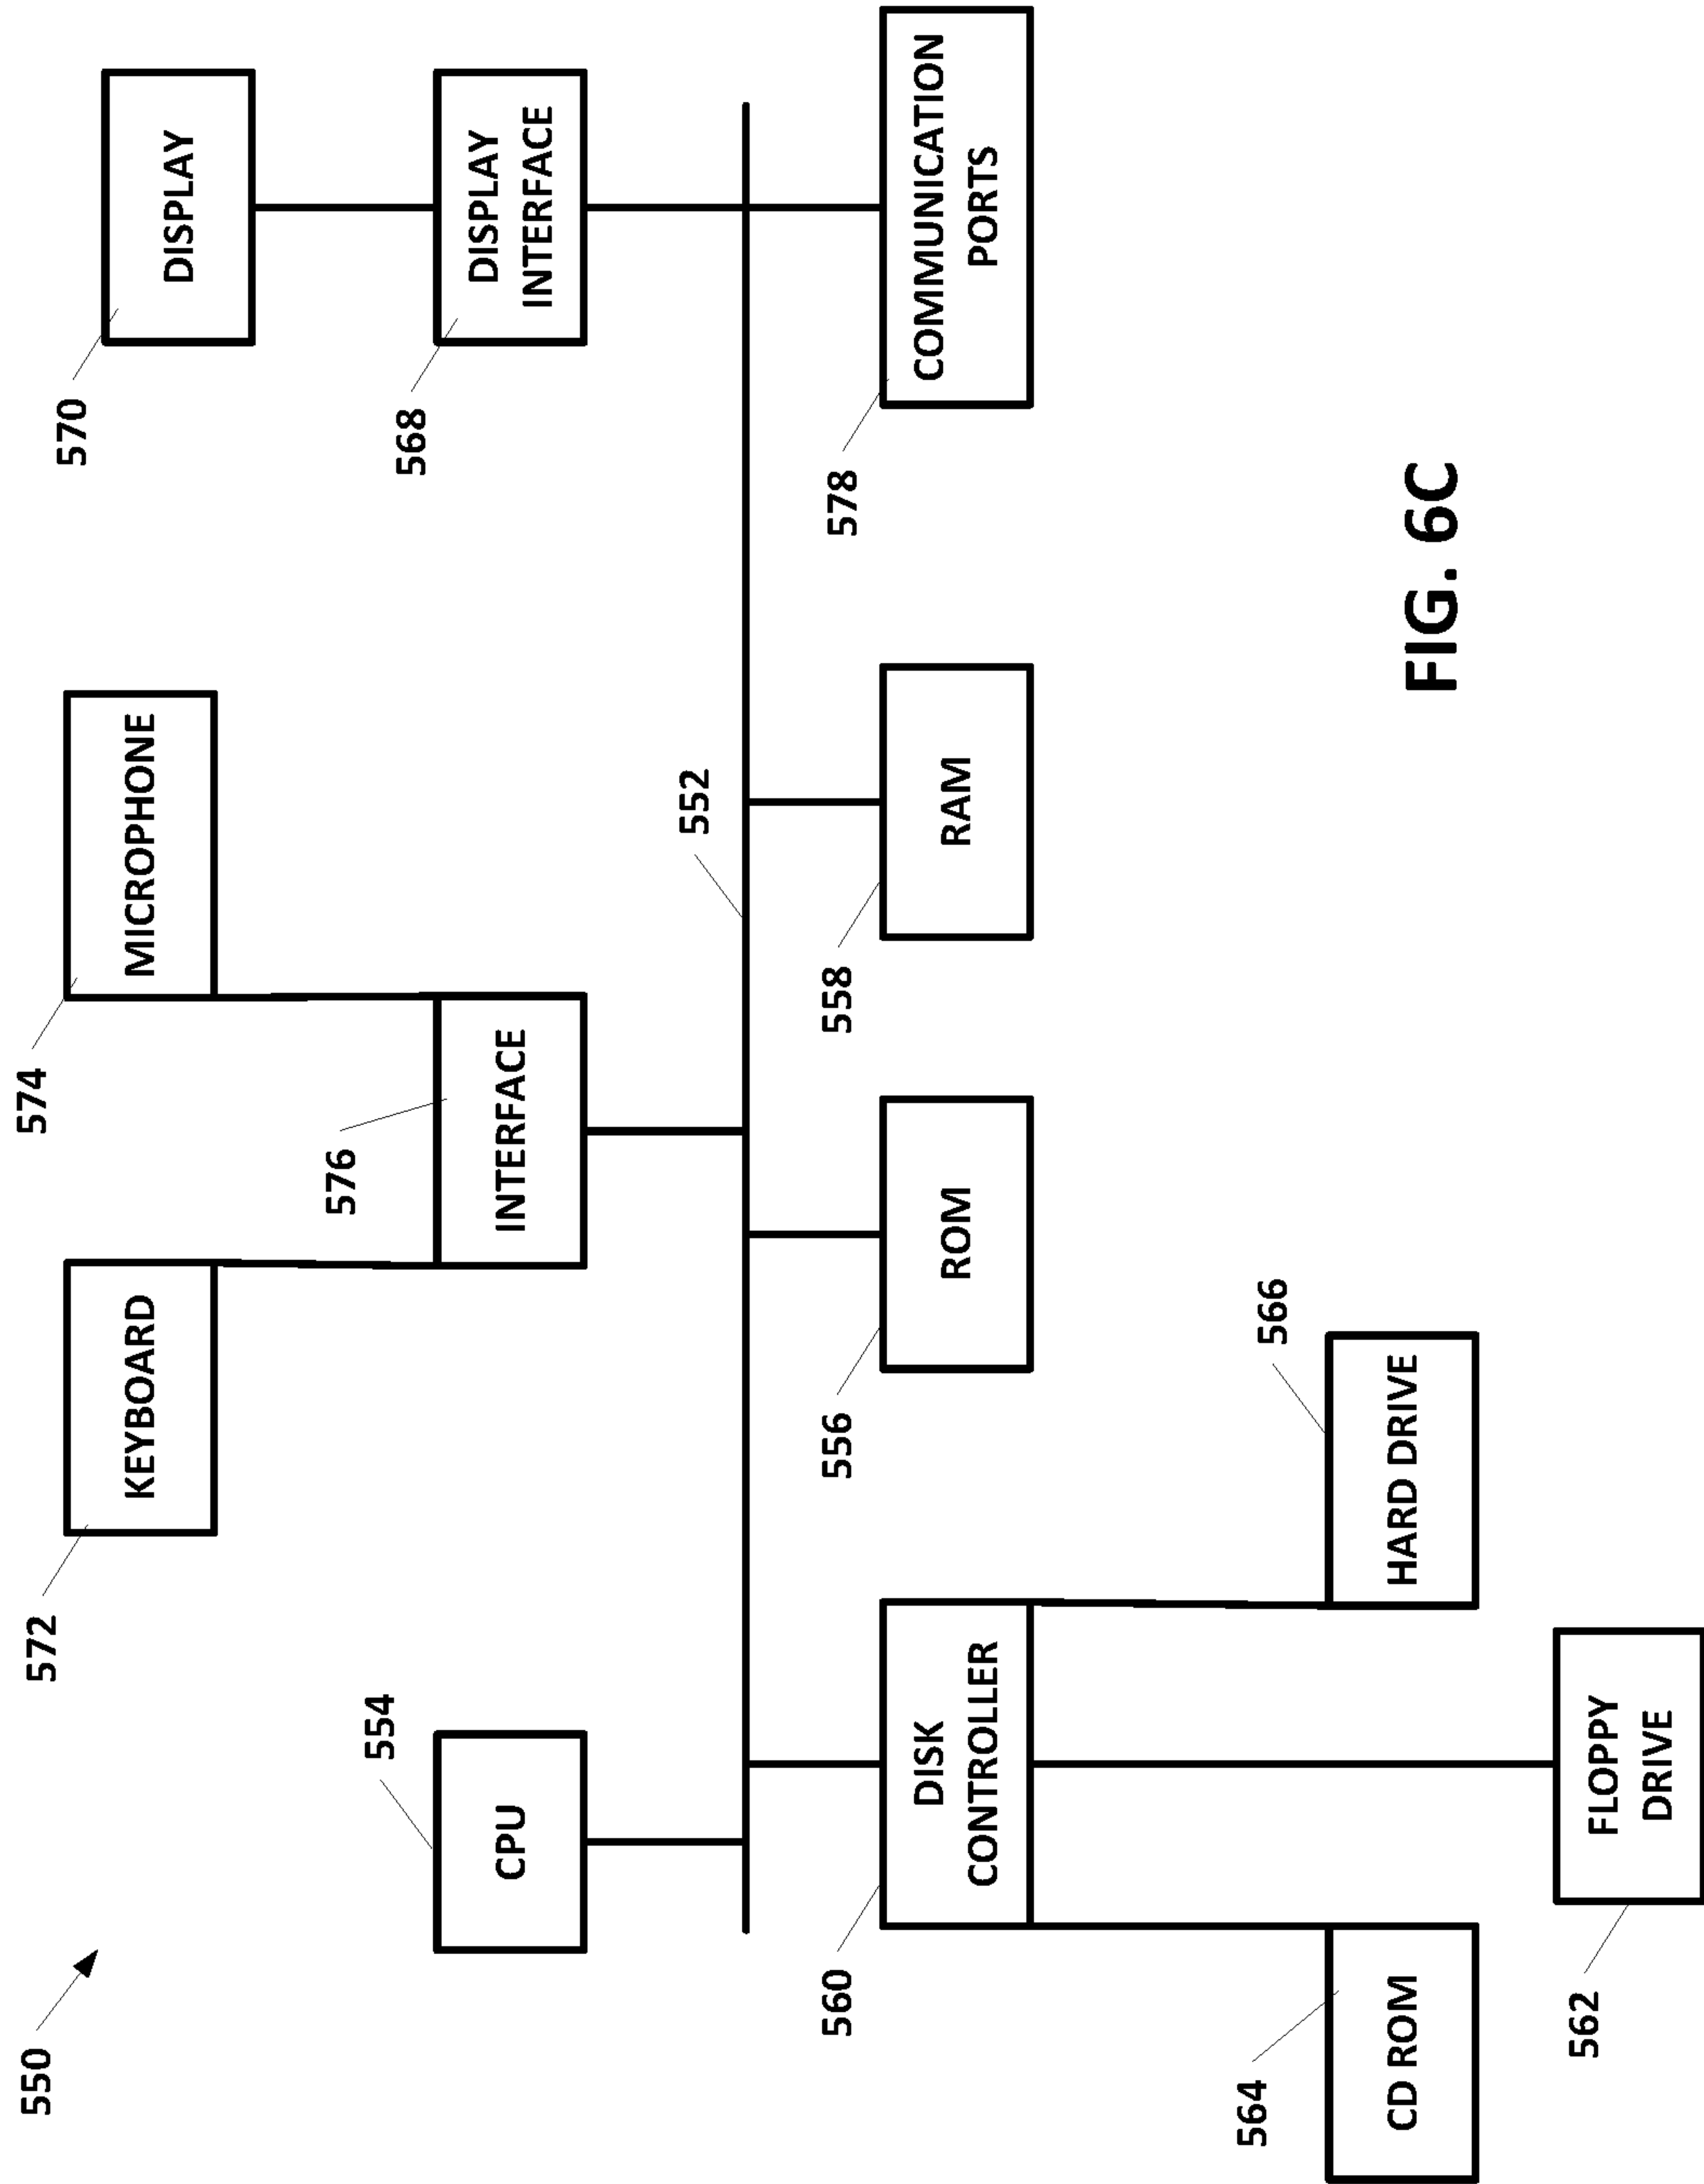 550
572
574
570
KEYBOARD
MICROPHONE
DISPLAY
554
576
568
CPU
INTERFACE
DISPLAY
INTERFACE
552
560
556
558
578
DISK
CONTROLLER
ROM
RAM
COMMUNICATION
PORTS
564
566
CD ROM
HARD DRIVE
562
FLOPPY
DRIVE
FIG. 6C